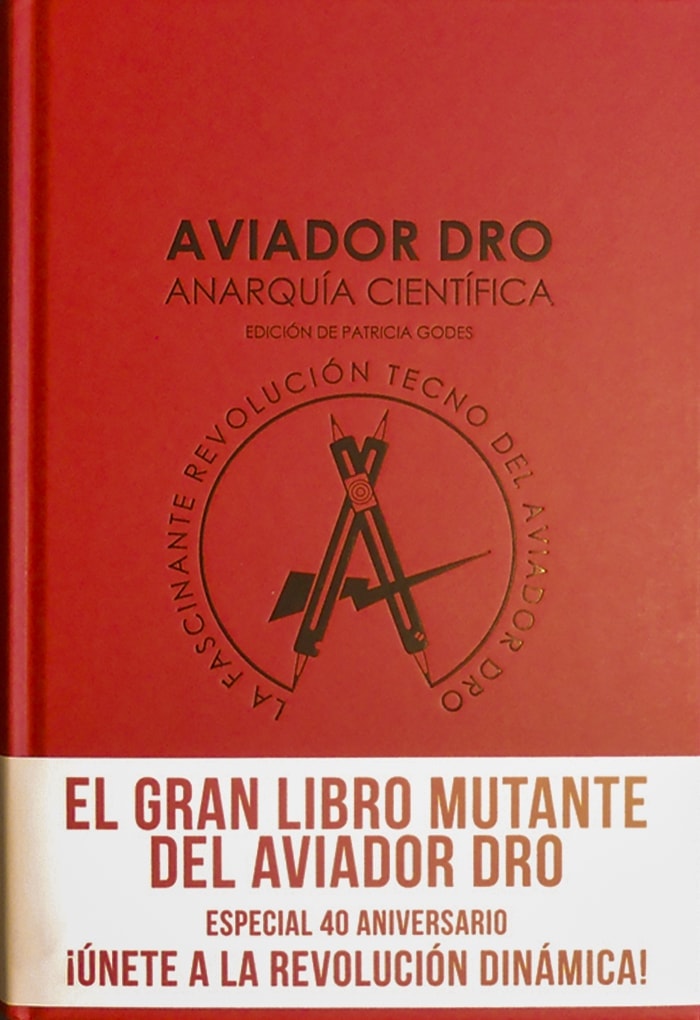 AVIADOR DRO
ANARQUÍA CIENTÍFICA
EDICIÓN DE PATRICIA GODES
LA FASCINANTE REVOLUCIÓN TECNO DEL AVIADOR DRO
EL GRAN LIBRO MUTANTE
DEL AVIADOR DRO
ESPECIAL 40 ANIVERSARIO
¡ÚNETE A LA REVOLUCIÓN DINÁMICA!